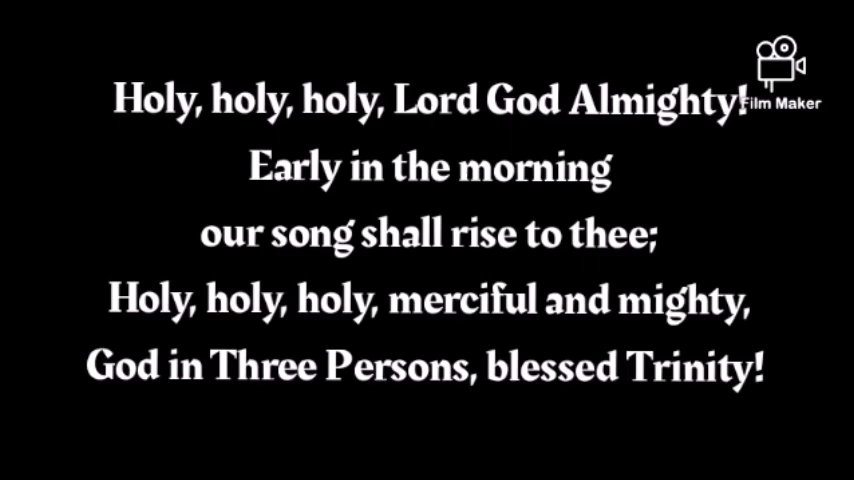 Holy, holy, holy, Lord God Almighty!
Film Maker
Early in the morning
our song shall rise to thee;
Holy, holy, holy, merciful and mighty,
God in Three Persons, blessed Trinity!